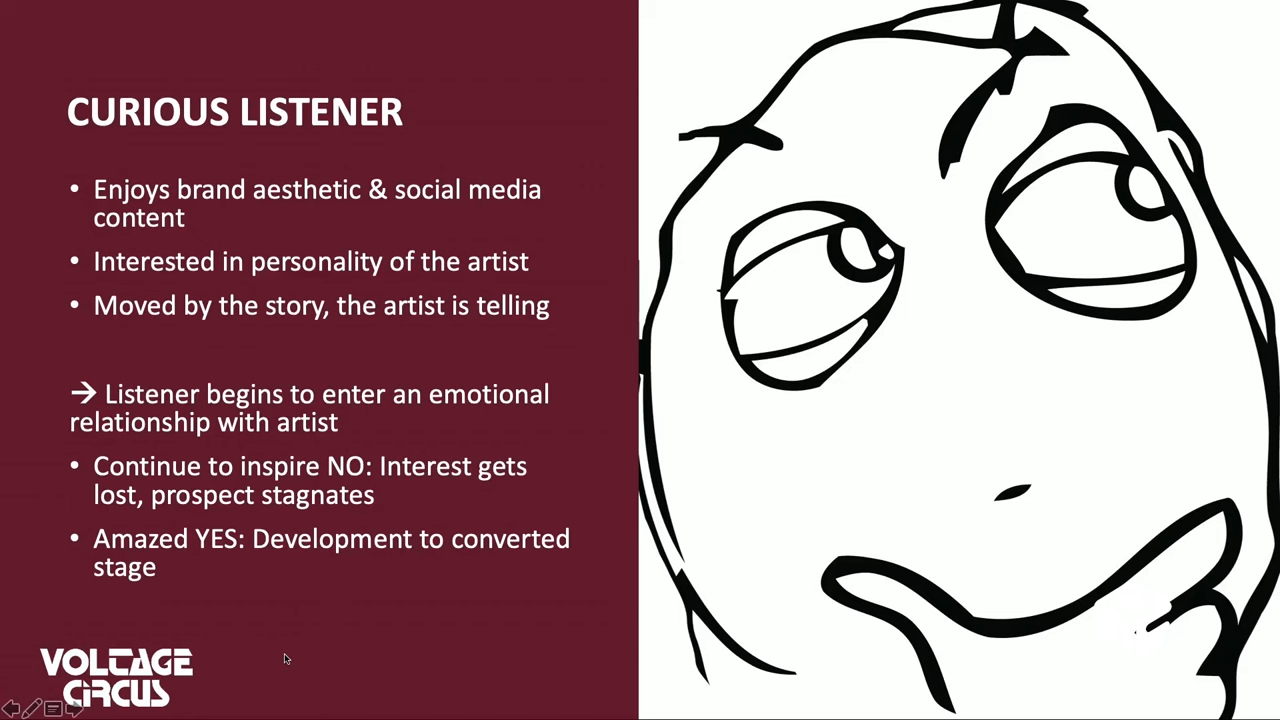 CURIOUS LISTENER
• Enjoys brand aesthetic & social media
content
• Interested in personality of the artist
• Moved by the story, the artist is telling
→ Listener begins to enter an emotional
relationship with artist
• Continue to inspire NO: Interest gets
lost, prospect stagnates
• Amazed YES: Development to converted
stage
VOLTAGE
CIRCUS